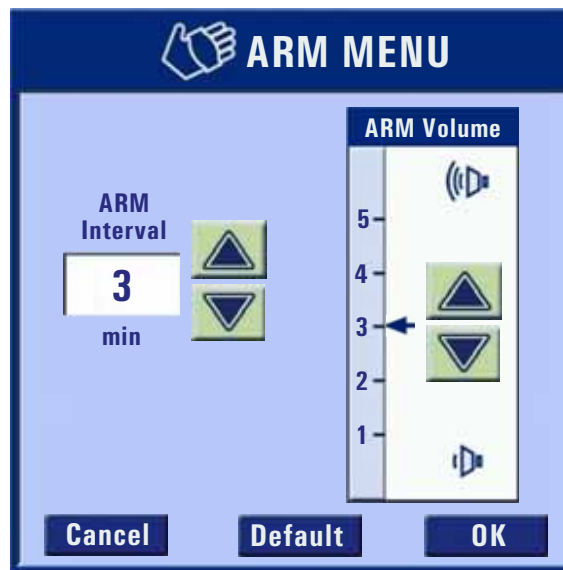 ARM MENU
ARM Volume
ARM
Interval
3
min
5
4
3
2
1
Cancel
Default
OK